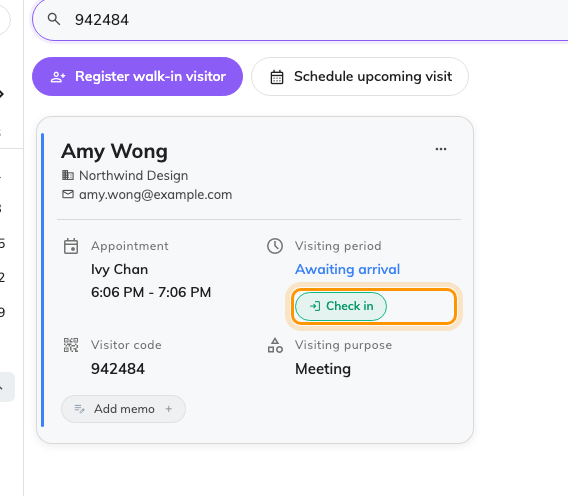 942484
Register walk-in visitor
Schedule upcoming visit
Amy Wong
Northwind Design
amy.wong@example.com
Appointment
Ivy Chan
6:06 PM - 7:06 PM
Visiting period
Awaiting arrival
Check in
Visitor code
942484
Visiting purpose
Meeting
Add memo +